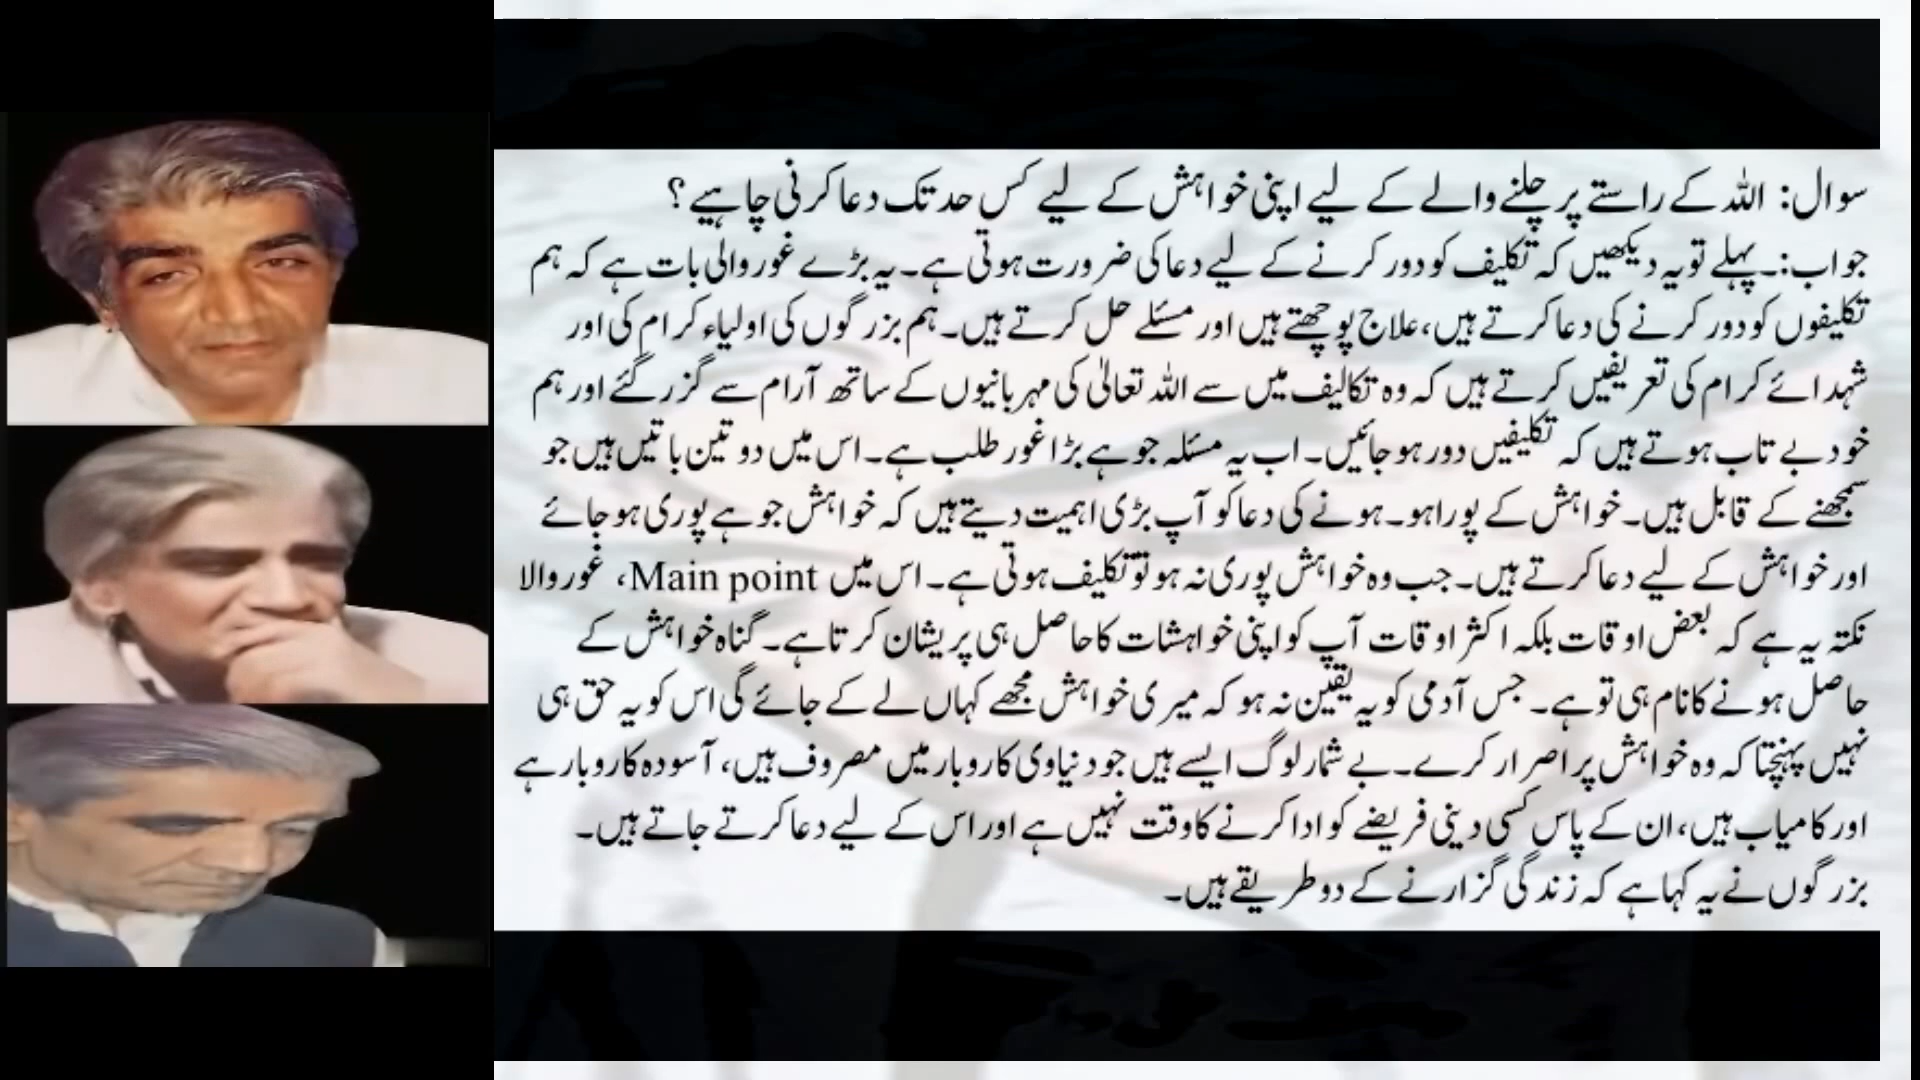 سوال: اللہ کے راستے پر چلنے والے کے لیے اپنی خواہش کے لیے کس حد تک دعا کرنی چاہیے؟
جواب:۔ پہلے تو یہ دیکھیں کہ تکلیف کو دور کرنے کے لیے دعا کی ضرورت ہوتی ہے۔ یہ بڑے غور والی بات ہے کہ ہم
تکلیفوں کو دور کرنے کی دعا کرتے ہیں، علاج پوچھتے ہیں اور مسئلے حل کرتے ہیں۔ ہم بزرگوں کی اولیاء کرام کی اور
شہدائے کرام کی تعریفیں کرتے ہیں کہ وہ تکالیف میں سے اللہ تعالیٰ کی مہربانیوں کے ساتھ آرام سے گزر گئے اور ہم
خود بے تاب ہوتے ہیں کہ تکلیفیں دور ہو جائیں۔ اب یہ مسئلہ جو ہے بڑا غور طلب ہے۔ اس میں دو تین باتیں ہیں جو
سمجھنے کے قابل ہیں۔ خواہش کے پورا ہو۔ ہونے کی دعا کو آپ بڑی اہمیت دیتے ہیں کہ خواہش جو ہے پوری ہو جائے
اور خواہش کے لیے دعا کرتے ہیں۔ جب وہ خواہش پوری نہ ہو تو تکلیف ہوتی ہے۔ اس میں Main point، غور والا
نکتہ یہ ہے کہ بعض اوقات بلکہ اکثر اوقات آپ کو اپنی خواہشات کا حاصل ہی پریشان کرتا ہے۔ گناہ خواہش کے
حاصل ہونے کا نام ہی تو ہے۔ جس آدمی کو یہ یقین نہ ہو کہ میری خواہش مجھے کہاں لے کے جائے گی اس کو یہ حق ہی
نہیں پہنچتا کہ وہ خواہش پر اصرار کرے۔ بے شمار لوگ ایسے ہیں جو دنیاوی کاروبار میں مصروف ہیں، آسودہ کاروبار ہے
اور کامیاب ہیں، ان کے پاس کسی دینی فریضے کو ادا کرنے کا وقت نہیں ہے اور اس کے لیے دعا کرتے جاتے ہیں۔
بزرگوں نے یہ کہا ہے کہ زندگی گزارنے کے دو طریقے ہیں۔